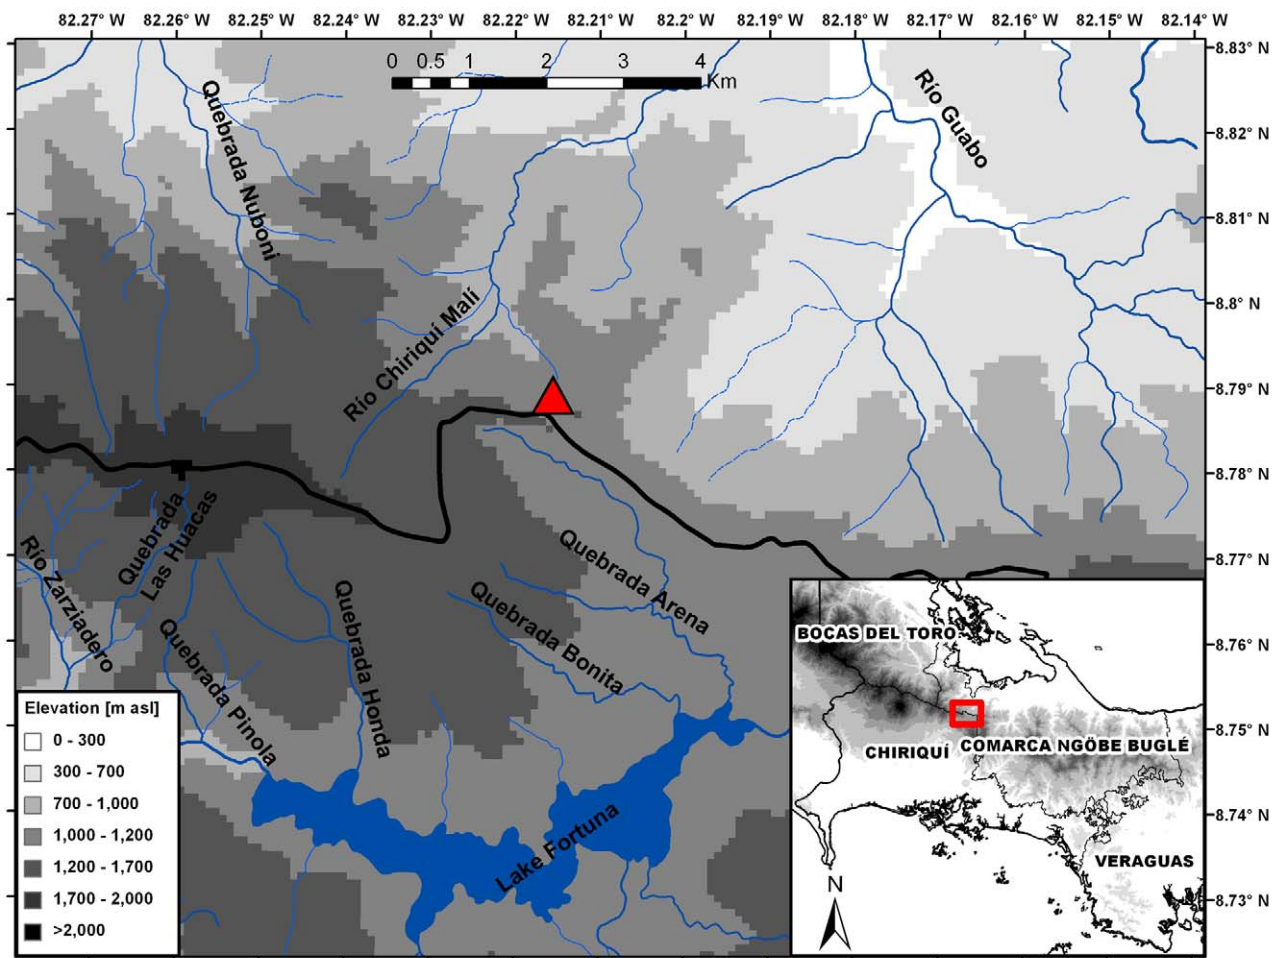 82.27° W 82.26° W 82.25° W 82.24° W 82.23° W 82.22° W 82.21° W 82.2° W 82.19° W 82.18° W 82.17° W 82.16° W 82.15° W 82.14° W
0 0.5 1 2 3 4
Km
8.83° N
8.82° N
8.81° N
8.8° N
8.79° N
8.78° N
8.77° N
8.76° N
8.75° N
8.74° N
8.73° N
Quebrada Nuboni
Río Guabo
Río Chiriquí Malí
Quebrada
Las Huacas
Río Zarziadero
Quebrada Pinola
Quebrada Honda
Quebrada Bonita
Quebrada Arena
Lake Fortuna
Elevation [m asl]
0 - 300
300 - 700
700 - 1,000
1,000 - 1,200
1,200 - 1,700
1,700 - 2,000
>2,000
BOCAS DEL TORO
CHIRIQUÍ
COMARCA NGÖBE BUGLÉ
VERAGUAS
N